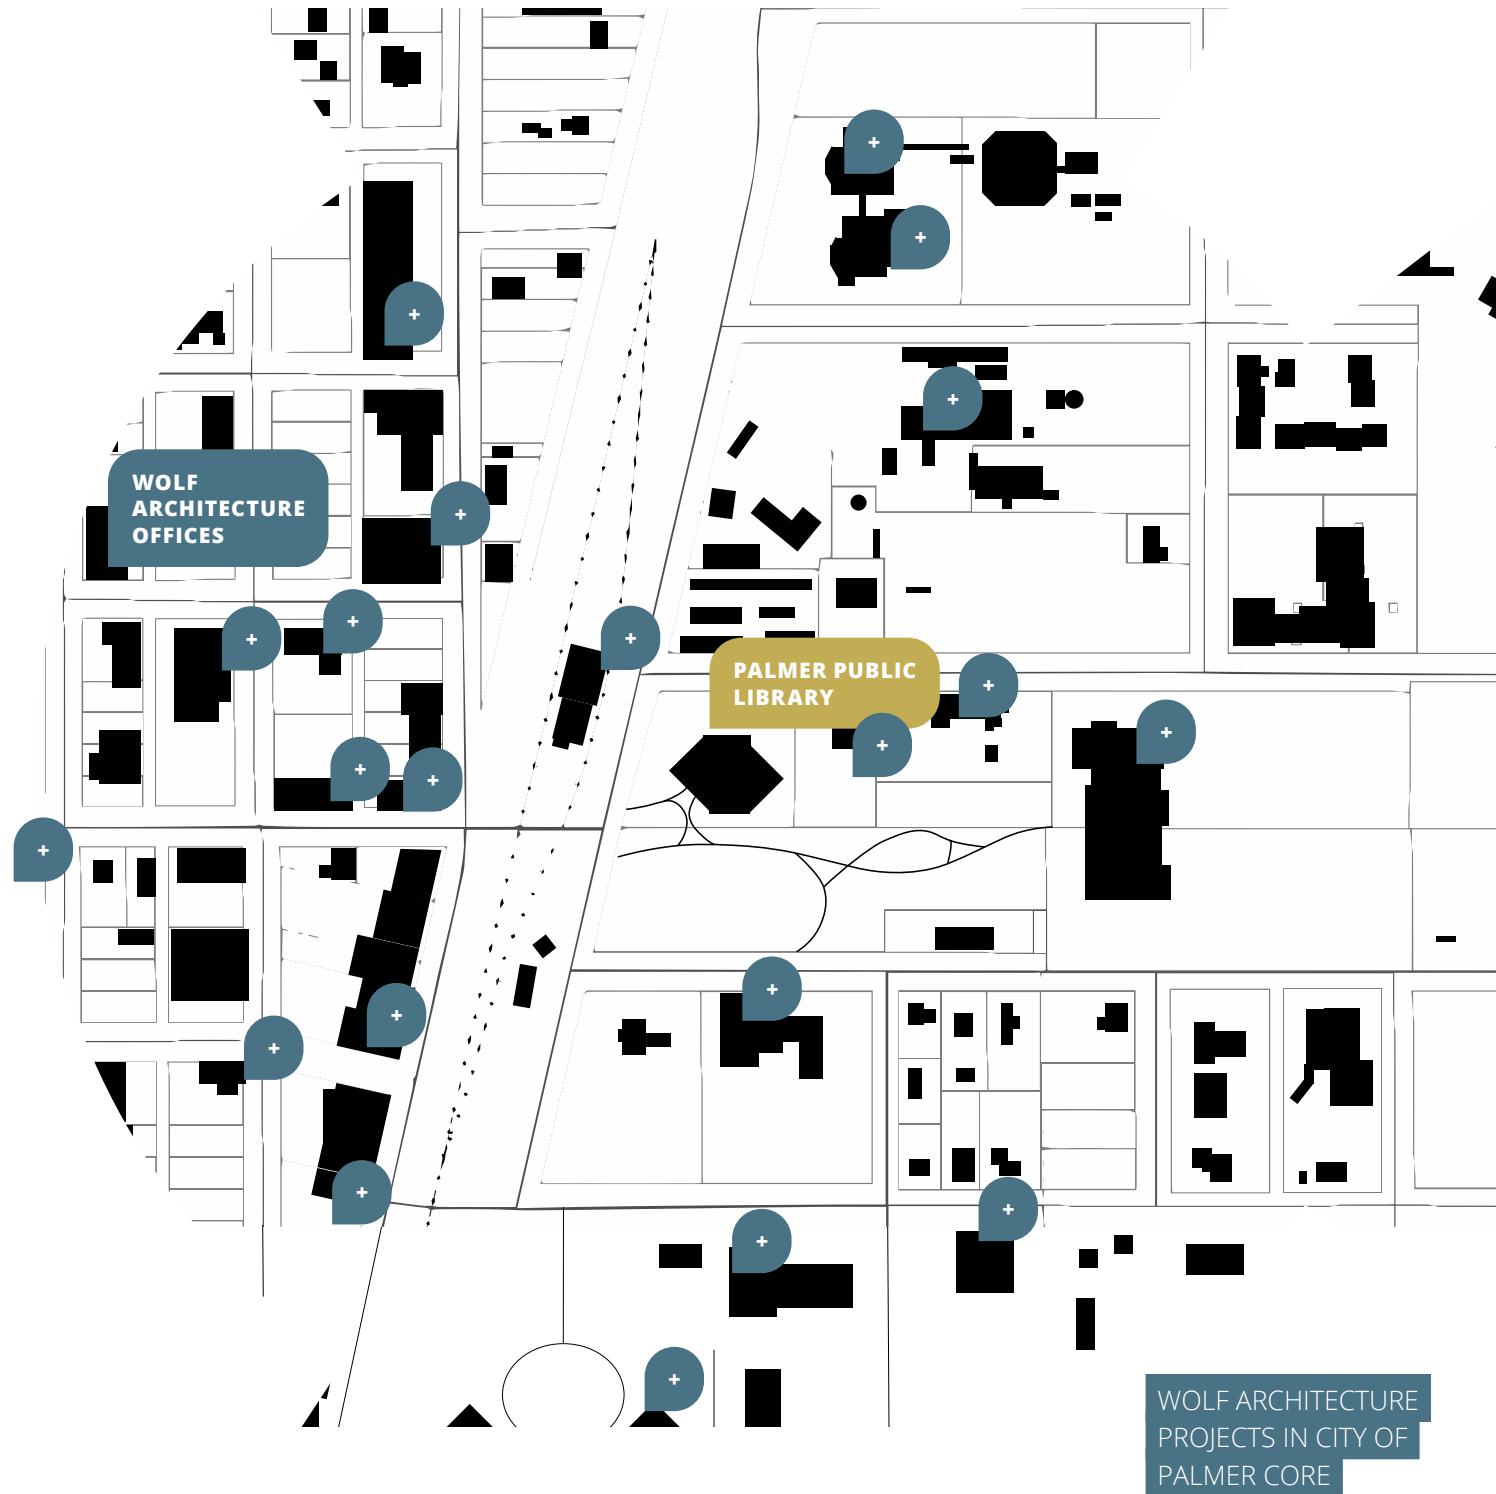 WOLF
ARCHITECTURE
OFFICES
PALMER PUBLIC
LIBRARY
WOLF ARCHITECTURE
PROJECTS IN CITY OF
PALMER CORE